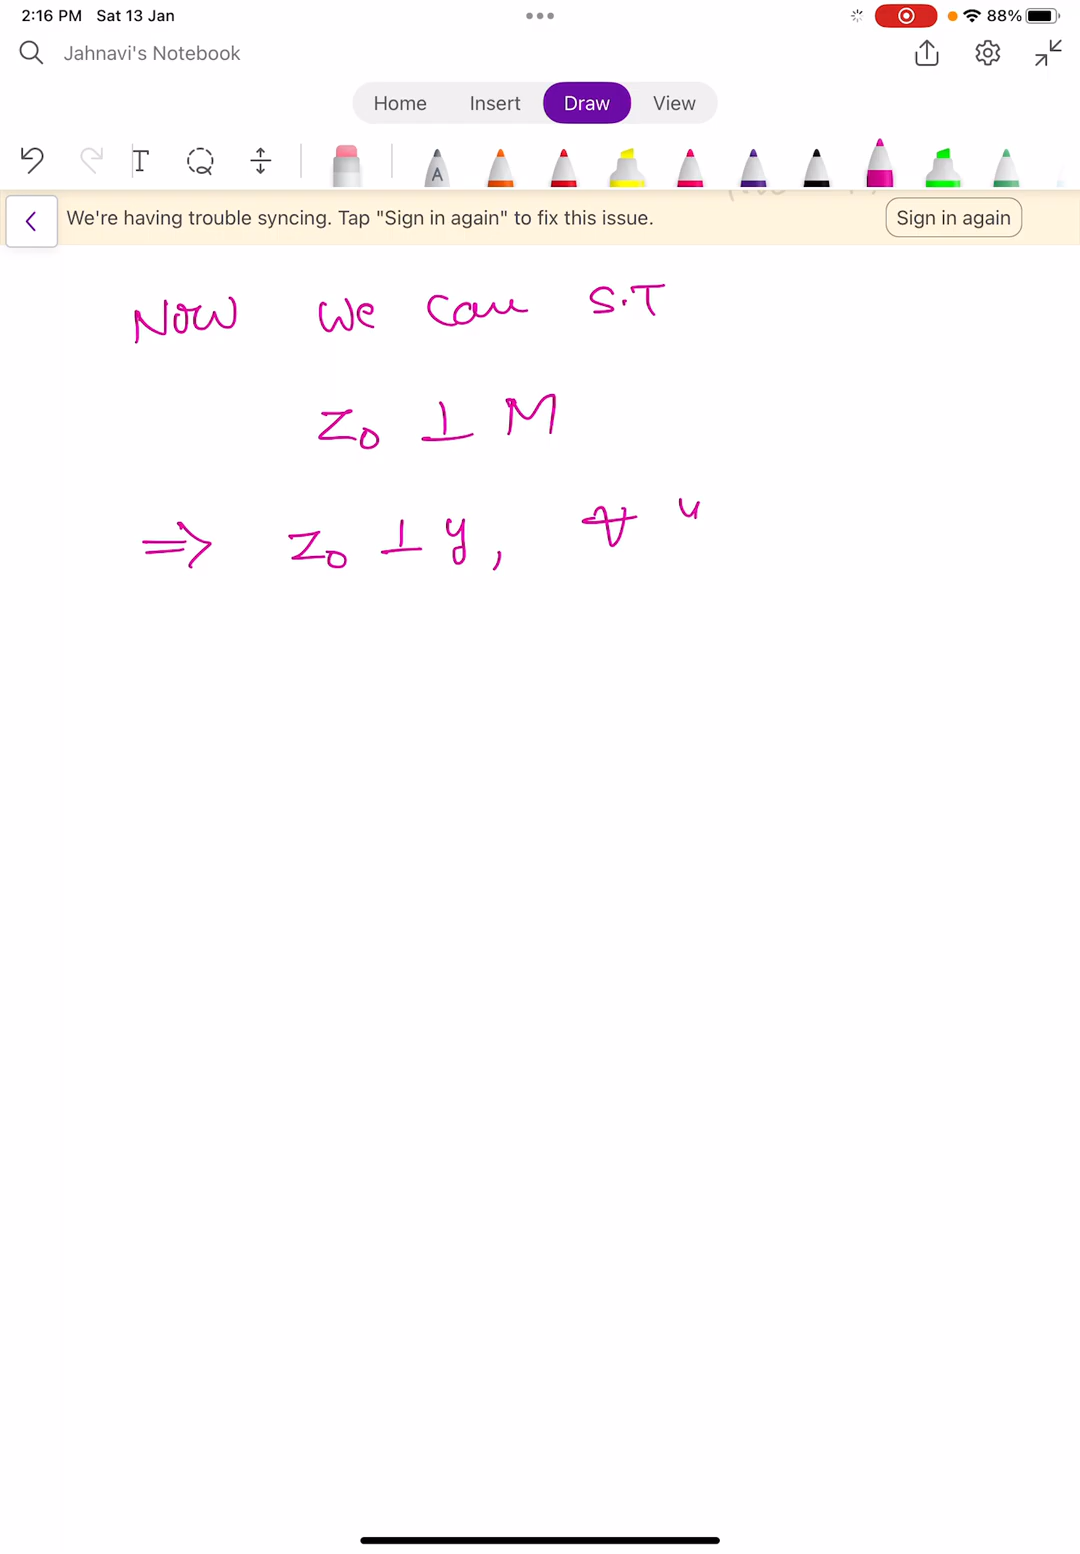 2:16 PM Sat 13 Jan 88%
Jahnavi's Notebook
Home Insert Draw View
T A
We're having trouble syncing. Tap "Sign in again" to fix this issue. Sign in again
Now we can S.T
z₀ ⊥ M
⇒ z₀ ⊥ y, ∀